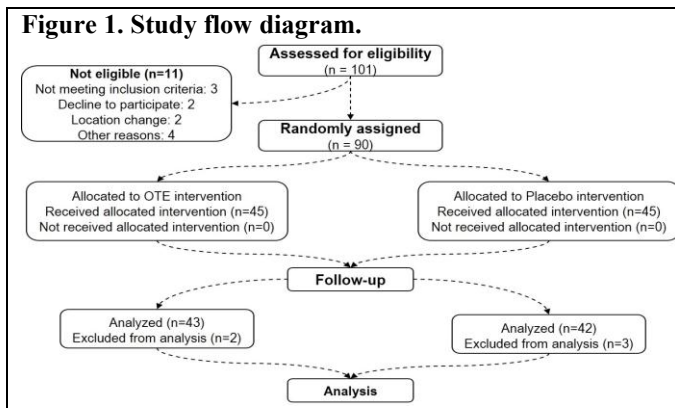 Figure 1. Study flow diagram.
Assessed for eligibility
(n = 101)
Not eligible (n=11)
Not meeting inclusion criteria: 3
Decline to participate: 2
Location change: 2
Other reasons: 4
Randomly assigned
(n = 90)
Allocated to OTE intervention
Received allocated intervention (n=45)
Not received allocated intervention (n=0)
Allocated to Placebo intervention
Received allocated intervention (n=45)
Not received allocated intervention (n=0)
Follow-up
Analyzed (n=43)
Excluded from analysis (n=2)
Analyzed (n=42)
Excluded from analysis (n=3)
Analysis